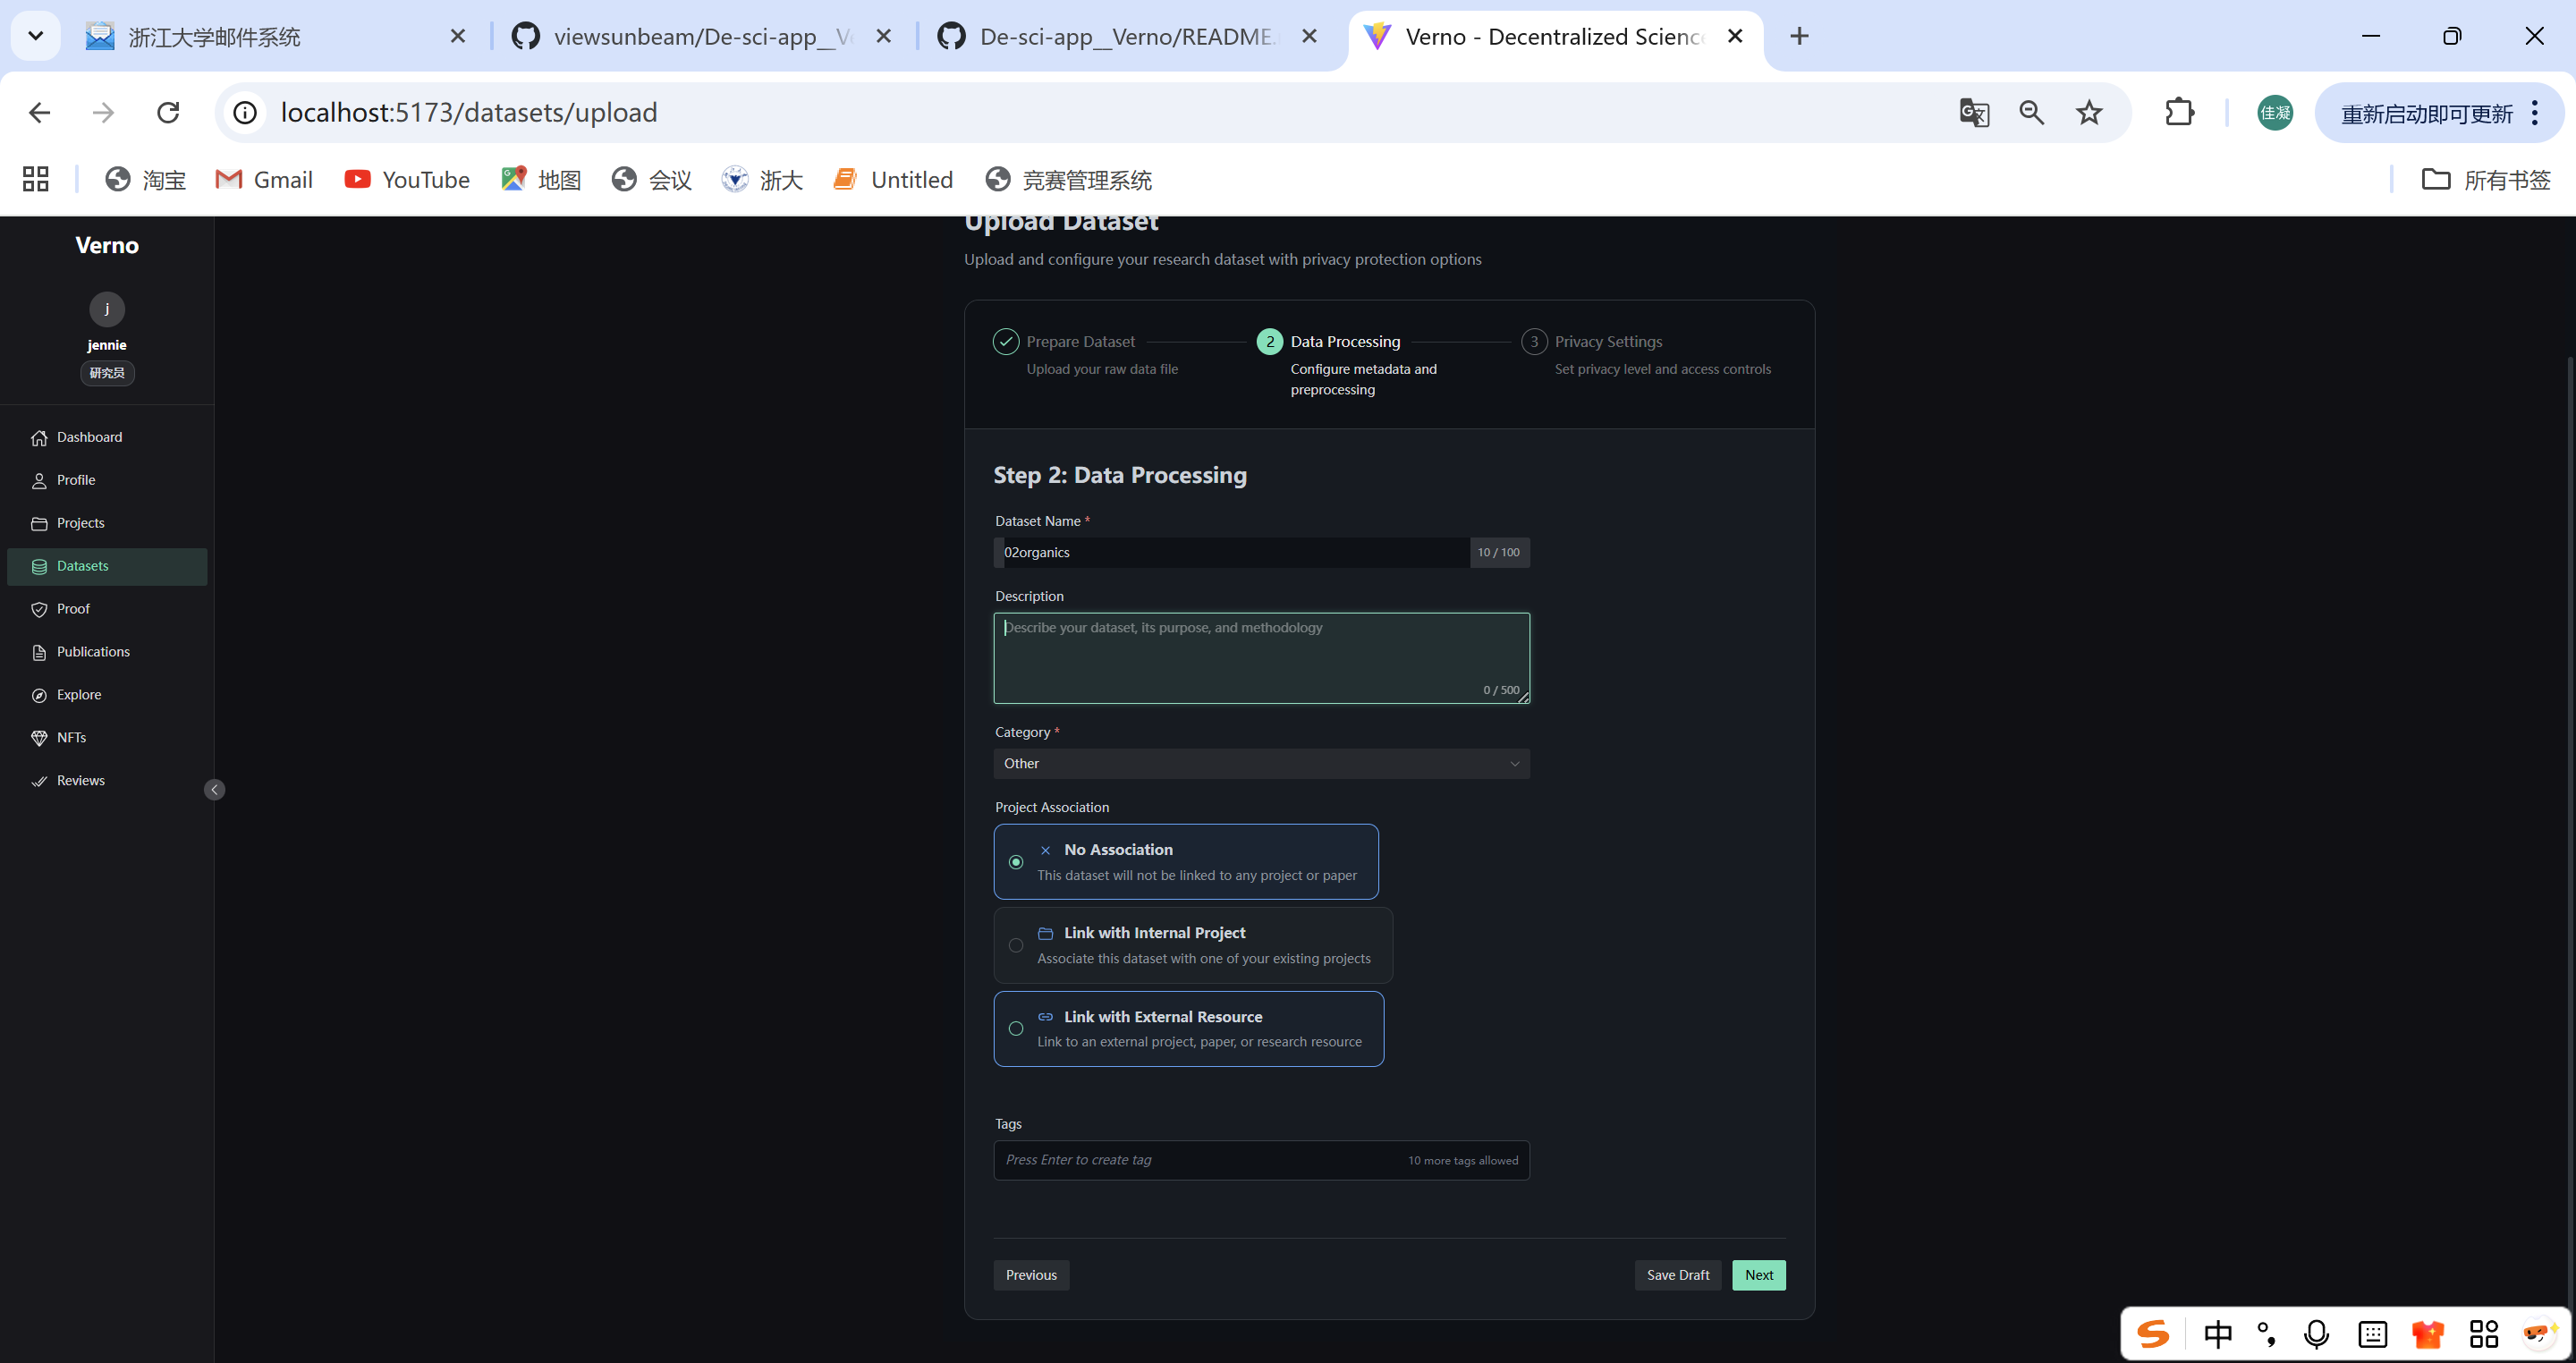 浙江大学邮件系统
viewsunbeam/De-sci-app__V
De-sci-app__Verno/README.
Verno - Decentralized Science
localhost:5173/datasets/upload
佳凝
重新启动即可更新
淘宝
Gmail
YouTube
地图
会议
浙大
Untitled
竞赛管理系统
所有书签
Verno
j
jennie
研究员
Dashboard
Profile
Projects
Datasets
Proof
Publications
Explore
NFTs
Reviews
Upload Dataset
Upload and configure your research dataset with privacy protection options
Prepare Dataset
Upload your raw data file
2 Data Processing
Configure metadata and
preprocessing
3 Privacy Settings
Set privacy level and access controls
Step 2: Data Processing
Dataset Name *
02organics
10 / 100
Description
Describe your dataset, its purpose, and methodology
0 / 500
Category *
Other
Project Association
No Association
This dataset will not be linked to any project or paper
Link with Internal Project
Associate this dataset with one of your existing projects
Link with External Resource
Link to an external project, paper, or research resource
Tags
Press Enter to create tag
10 more tags allowed
Previous
Save Draft
Next
中